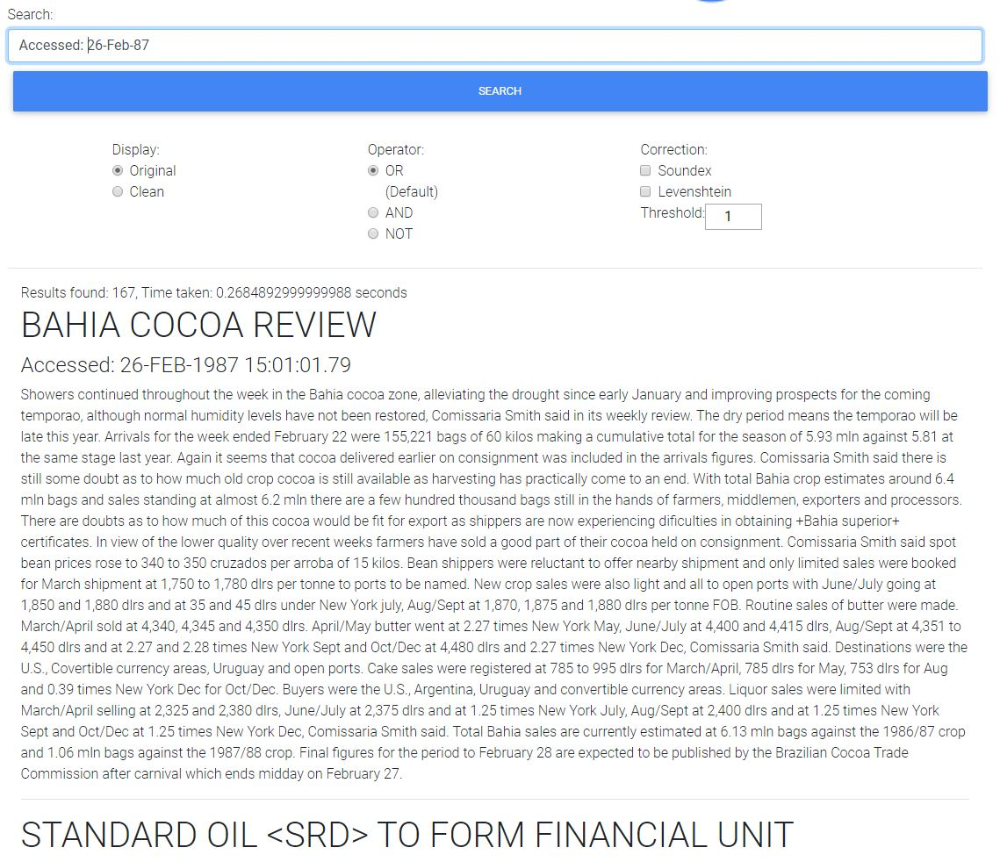 Search:
Accessed: 26-Feb-87
SEARCH
Display:
Original
Clean
Operator:
OR
(Default)
AND
NOT
Correction:
Soundex
Levenshtein
Threshold: 1
Results found: 167, Time taken: 0.2684892999999988 seconds
BAHIA COCOA REVIEW
Accessed: 26-FEB-1987 15:01:01.79
Showers continued throughout the week in the Bahia cocoa zone, alleviating the drought since early January and improving prospects for the coming
temporao, although normal humidity levels have not been restored, Comissaria Smith said in its weekly review. The dry period means the temporao will be
late this year. Arrivals for the week ended February 22 were 155,221 bags of 60 kilos making a cumulative total for the season of 5.93 mln against 5.81 at
the same stage last year. Again it seems that cocoa delivered earlier on consignment was included in the arrivals figures. Comissaria Smith said there is
still some doubt as to how much old crop cocoa is still available as harvesting has practically come to an end. With total Bahia crop estimates around 6.4
mln bags and sales standing at almost 6.2 mln there are a few hundred thousand bags still in the hands of farmers, middlemen, exporters and processors.
There are doubts as to how much of this cocoa would be fit for export as shippers are now experiencing dificulties in obtaining +Bahia superior+
certificates. In view of the lower quality over recent weeks farmers have sold a good part of their cocoa held on consignment. Comissaria Smith said spot
bean prices rose to 340 to 350 cruzados per arroba of 15 kilos. Bean shippers were reluctant to offer nearby shipment and only limited sales were booked
for March shipment at 1,750 to 1,780 dlrs per tonne to ports to be named. New crop sales were also light and all to open ports with June/July going at
1,850 and 1,880 dlrs and at 35 and 45 dlrs under New York july, Aug/Sept at 1,870, 1,875 and 1,880 dlrs per tonne FOB. Routine sales of butter were made.
March/April sold at 4,340, 4,345 and 4,350 dlrs. April/May butter went at 2.27 times New York May, June/July at 4,400 and 4,415 dlrs, Aug/Sept at 4,351 to
4,450 dlrs and at 2.27 and 2.28 times New York Sept and Oct/Dec at 4,480 dlrs and 2.27 times New York Dec, Comissaria Smith said. Destinations were the
U.S., Covertible currency areas, Uruguay and open ports. Cake sales were registered at 785 to 995 dlrs for March/April, 785 dlrs for May, 753 dlrs for Aug
and 0.39 times New York Dec for Oct/Dec. Buyers were the U.S., Argentina, Uruguay and convertible currency areas. Liquor sales were limited with
March/April selling at 2,325 and 2,380 dlrs, June/July at 2,375 dlrs and at 1.25 times New York July, Aug/Sept at 2,400 dlrs and at 1.25 times New York
Sept and Oct/Dec at 1.25 times New York Dec, Comissaria Smith said. Total Bahia sales are currently estimated at 6.13 mln bags against the 1986/87 crop
and 1.06 mln bags against the 1987/88 crop. Final figures for the period to February 28 are expected to be published by the Brazilian Cocoa Trade
Commission after carnival which ends midday on February 27.
STANDARD OIL <SRD> TO FORM FINANCIAL UNIT